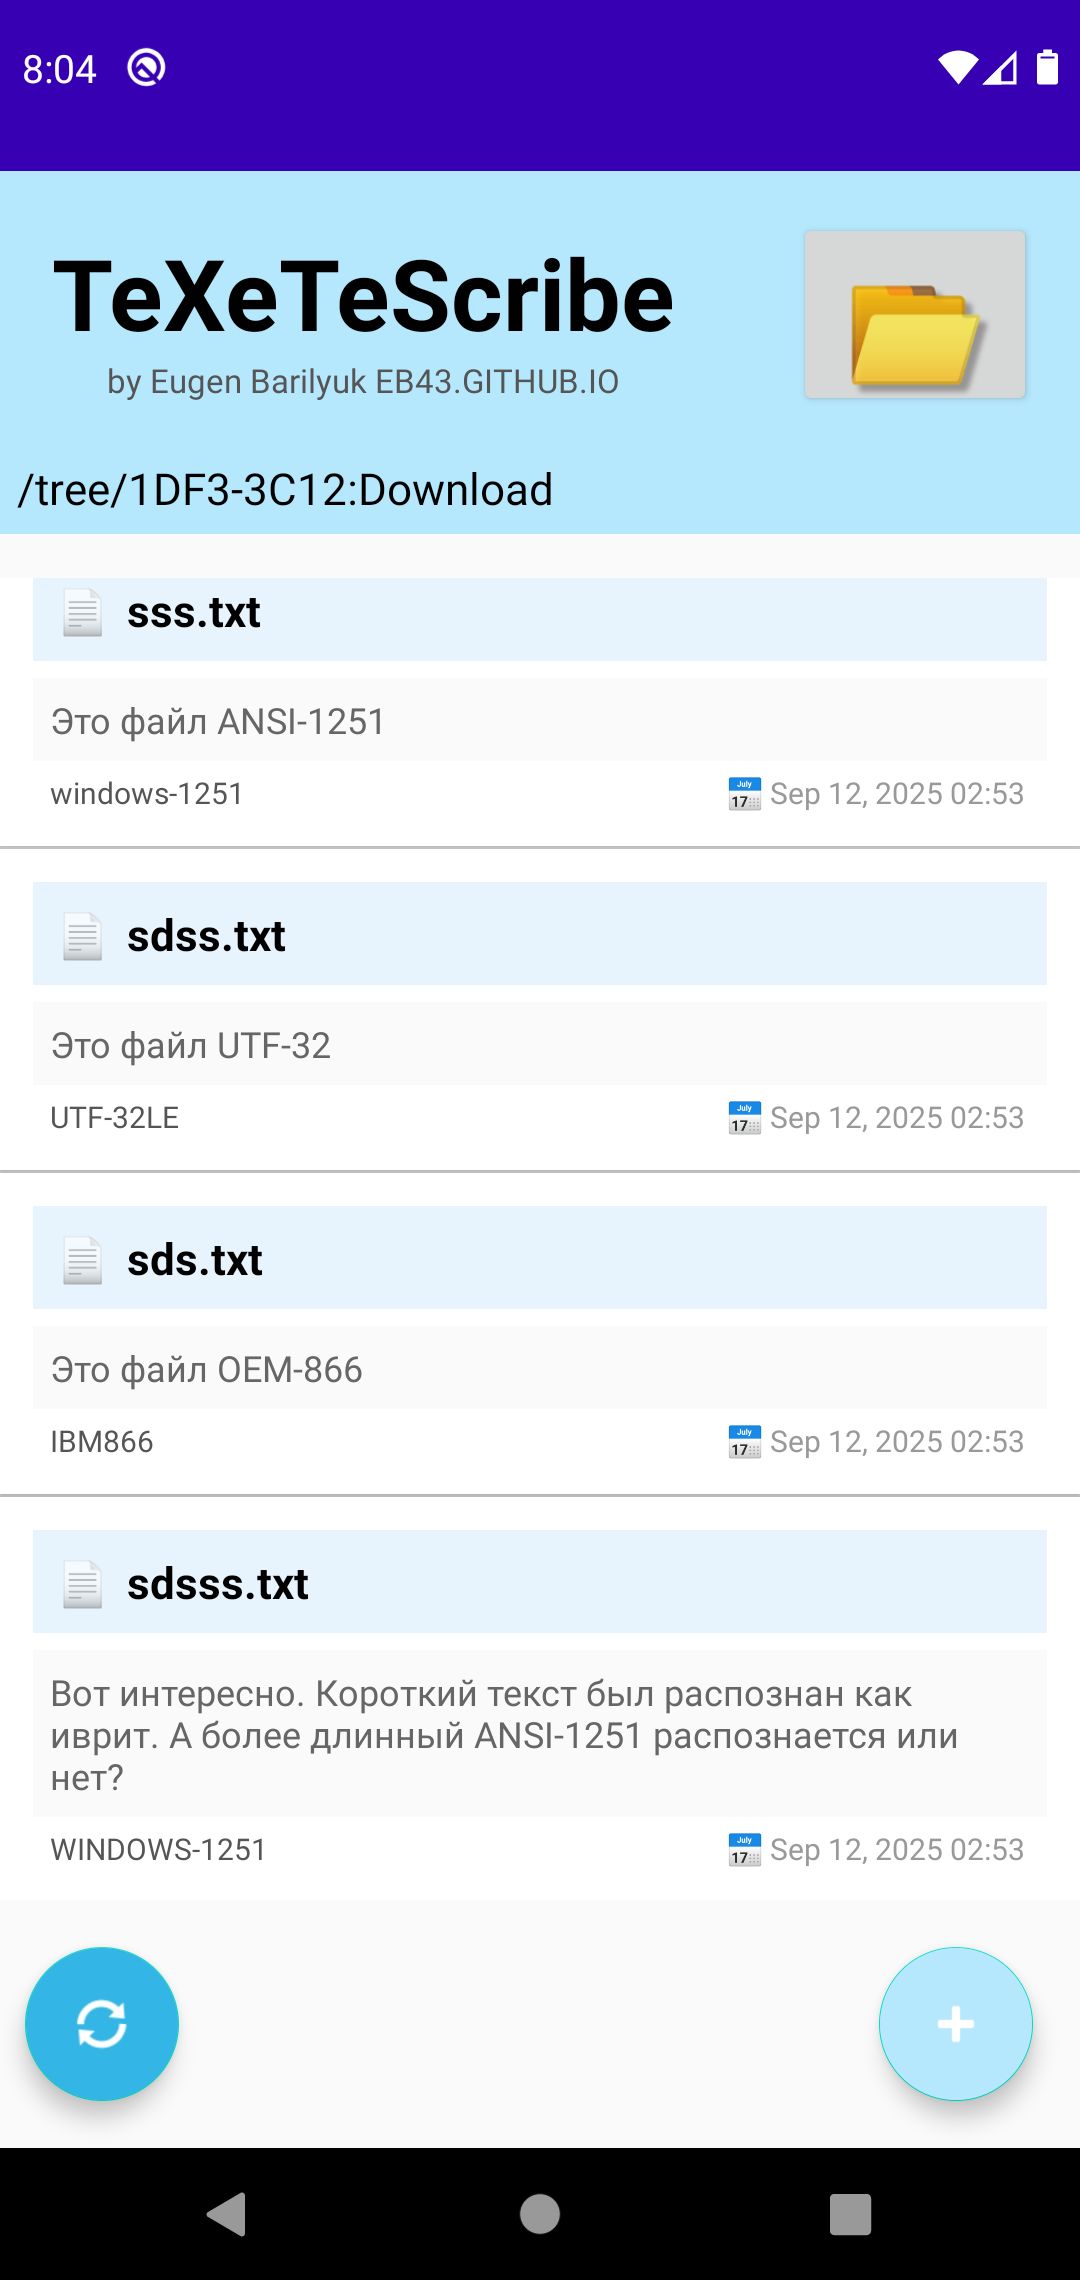 8:04
TeXeTeScribe
by Eugen Barilyuk EB43.GITHUB.IO
/tree/1DF3-3C12:Download
sss.txt
Это файл ANSI-1251
windows-1251
July 17 Sep 12, 2025 02:53
sdss.txt
Это файл UTF-32
UTF-32LE
July 17 Sep 12, 2025 02:53
sds.txt
Это файл OEM-866
IBM866
July 17 Sep 12, 2025 02:53
sdsss.txt
Вот интересно. Короткий текст был распознан как
иврит. А более длинный ANSI-1251 распознается или
нет?
WINDOWS-1251
July 17 Sep 12, 2025 02:53